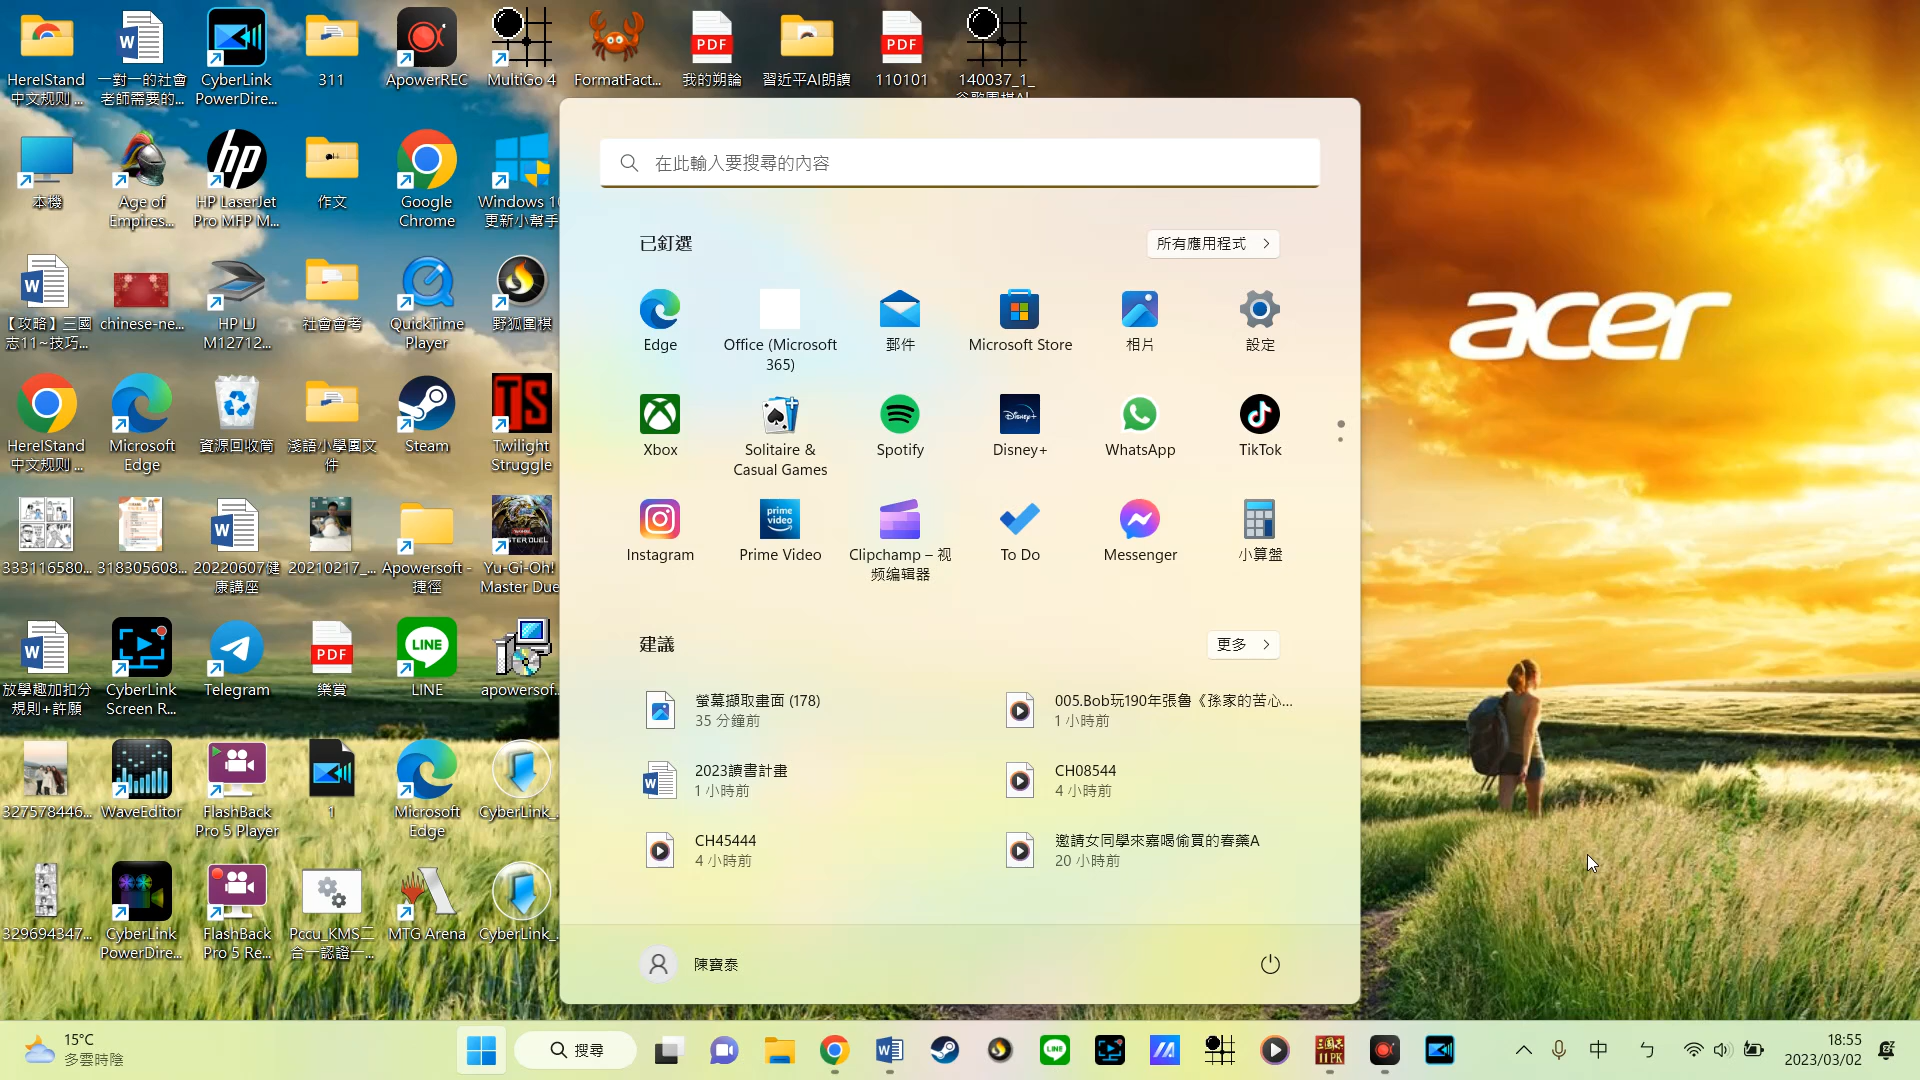 HereIStand
中文规则 ...
一對一的社會
老師需要的...
CyberLink
PowerDire...
311
ApowerREC
MultiGo 4
FormatFact...
我的朔論
習近平AI朗讀
110101
140037_1_
本機
Age of
Empires...
HP LaserJet
Pro MFP M...
作文
Google
Chrome
Windows 10
更新小幫手
【攻略】三國
志11~技巧...
chinese-ne...
HP LJ
M12712...
社會會考
QuickTime
Player
野狐圍棋
HereIStand
中文规则 ...
Microsoft
Edge
資源回收筒
淺語小學團文
件
Steam
Twilight
Struggle
333116580...
318305608...
20220607健
康講座
20210217_...
Apowersoft -
捷徑
Yu-Gi-Oh!
Master Due
放學趣加扣分
規則+許願
CyberLink
Screen R...
Telegram
樂賞
LINE
apowersof...
327578446...
WaveEditor
FlashBack
Pro 5 Player
1
Microsoft
Edge
CyberLink_...
329694347...
CyberLink
PowerDire...
FlashBack
Pro 5 Re...
Pccu_KMS二
合一認證一...
MTG Arena
CyberLink_...
在此輸入要搜尋的內容
已釘選
所有應用程式
Edge
Office (Microsoft
365)
郵件
Microsoft Store
相片
設定
Xbox
Solitaire &
Casual Games
Spotify
Disney+
WhatsApp
TikTok
Instagram
prime
video
Prime Video
Clipchamp – 视
频编辑器
To Do
Messenger
小算盤
建議
更多
螢幕擷取畫面 (178)
35 分鐘前
005.Bob玩190年張魯《孫家的苦心...
1 小時前
2023讀書計畫
1 小時前
CH08544
4 小時前
CH45444
4 小時前
邀請女同學來嘉喝偷買的春藥A
20 小時前
陳寶泰
acer
15°C
多雲時陰
搜尋
中
ㄣ
18:55
2023/03/02